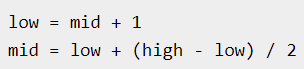 low = mid + 1
mid = low + (high - low) / 2